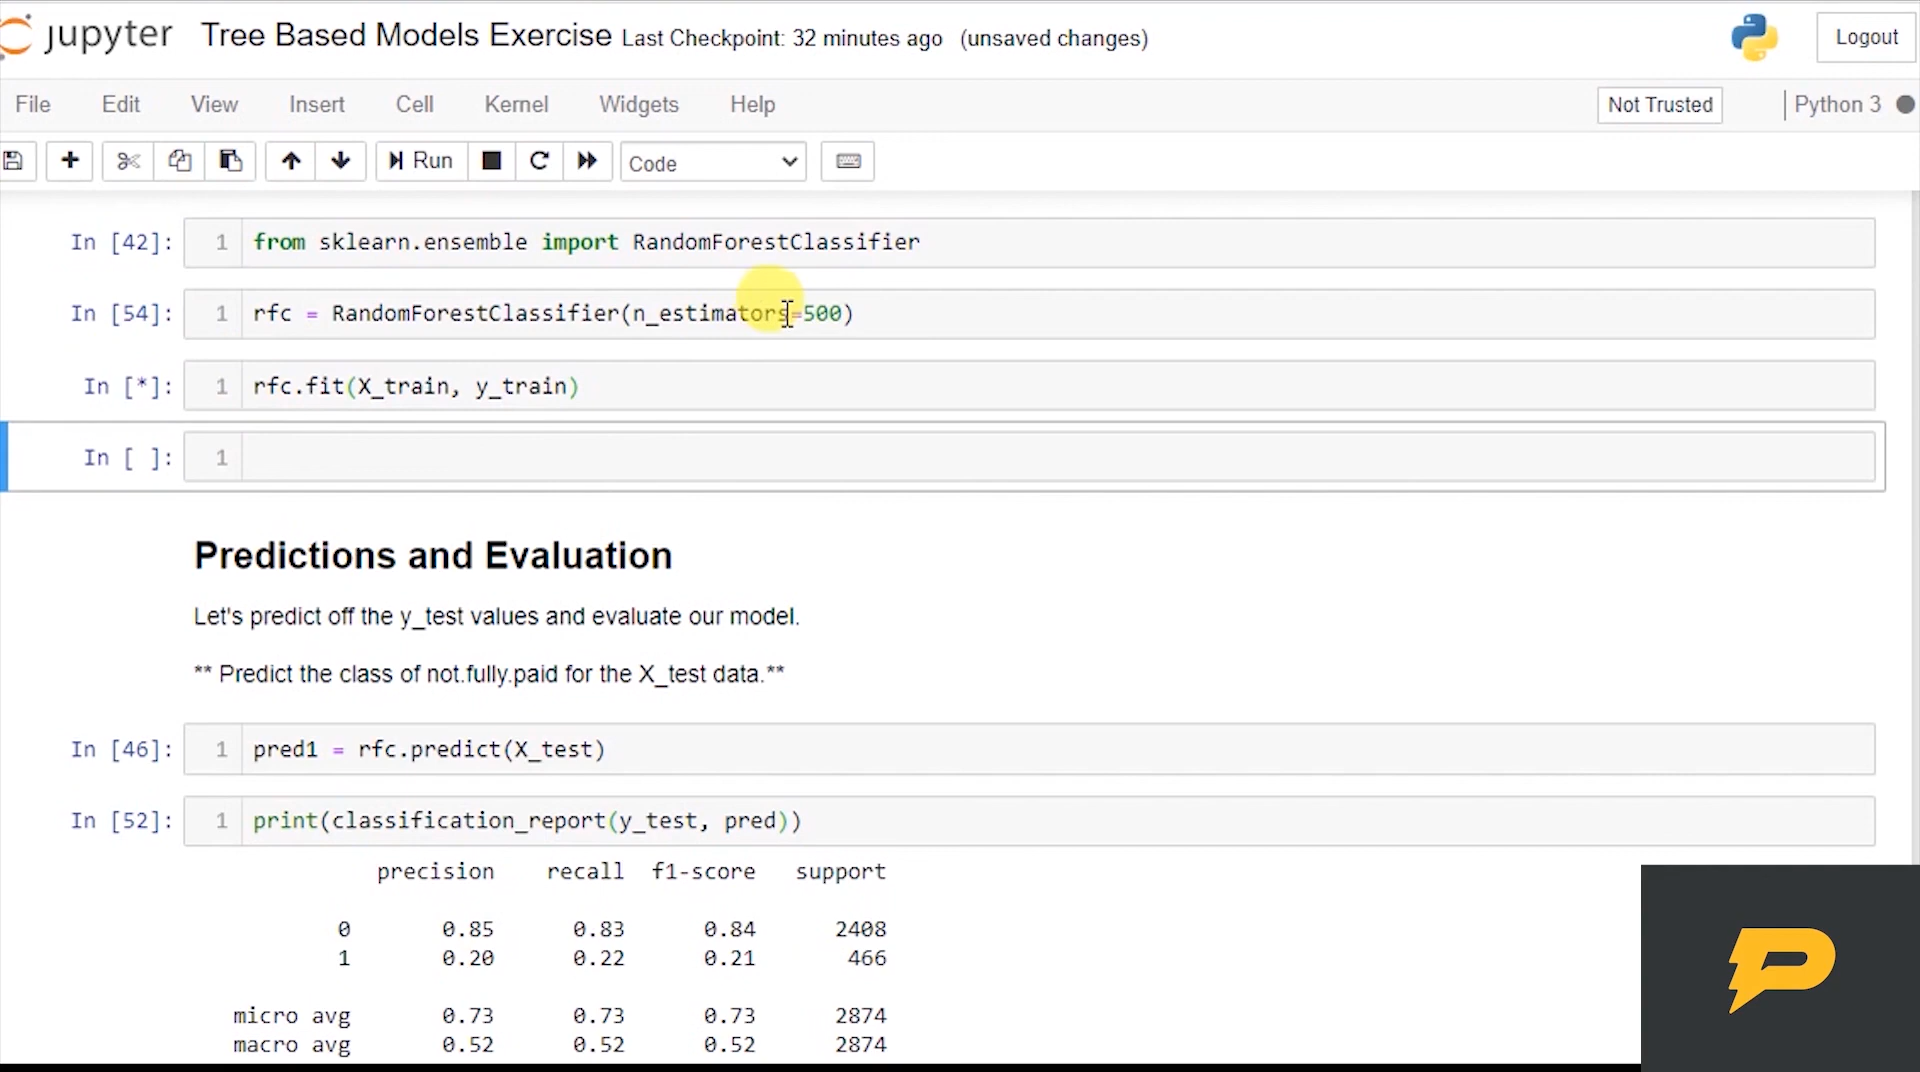 jupyter Tree Based Models Exercise Last Checkpoint: 32 minutes ago (unsaved changes) Logout
File Edit View Insert Cell Kernel Widgets Help Not Trusted Python 3
Run Code
In [42]: 1 from sklearn.ensemble import RandomForestClassifier
In [54]: 1 rfc = RandomForestClassifier(n_estimators=500)
In [*]: 1 rfc.fit(X_train, y_train)
In [ ]: 1
Predictions and Evaluation
Let's predict off the y_test values and evaluate our model.
** Predict the class of not.fully.paid for the X_test data.**
In [46]: 1 pred1 = rfc.predict(X_test)
In [52]: 1 print(classification_report(y_test, pred))
precision recall f1-score support
0 0.85 0.83 0.84 2408
1 0.20 0.22 0.21 466
micro avg 0.73 0.73 0.73 2874
macro avg 0.52 0.52 0.52 2874